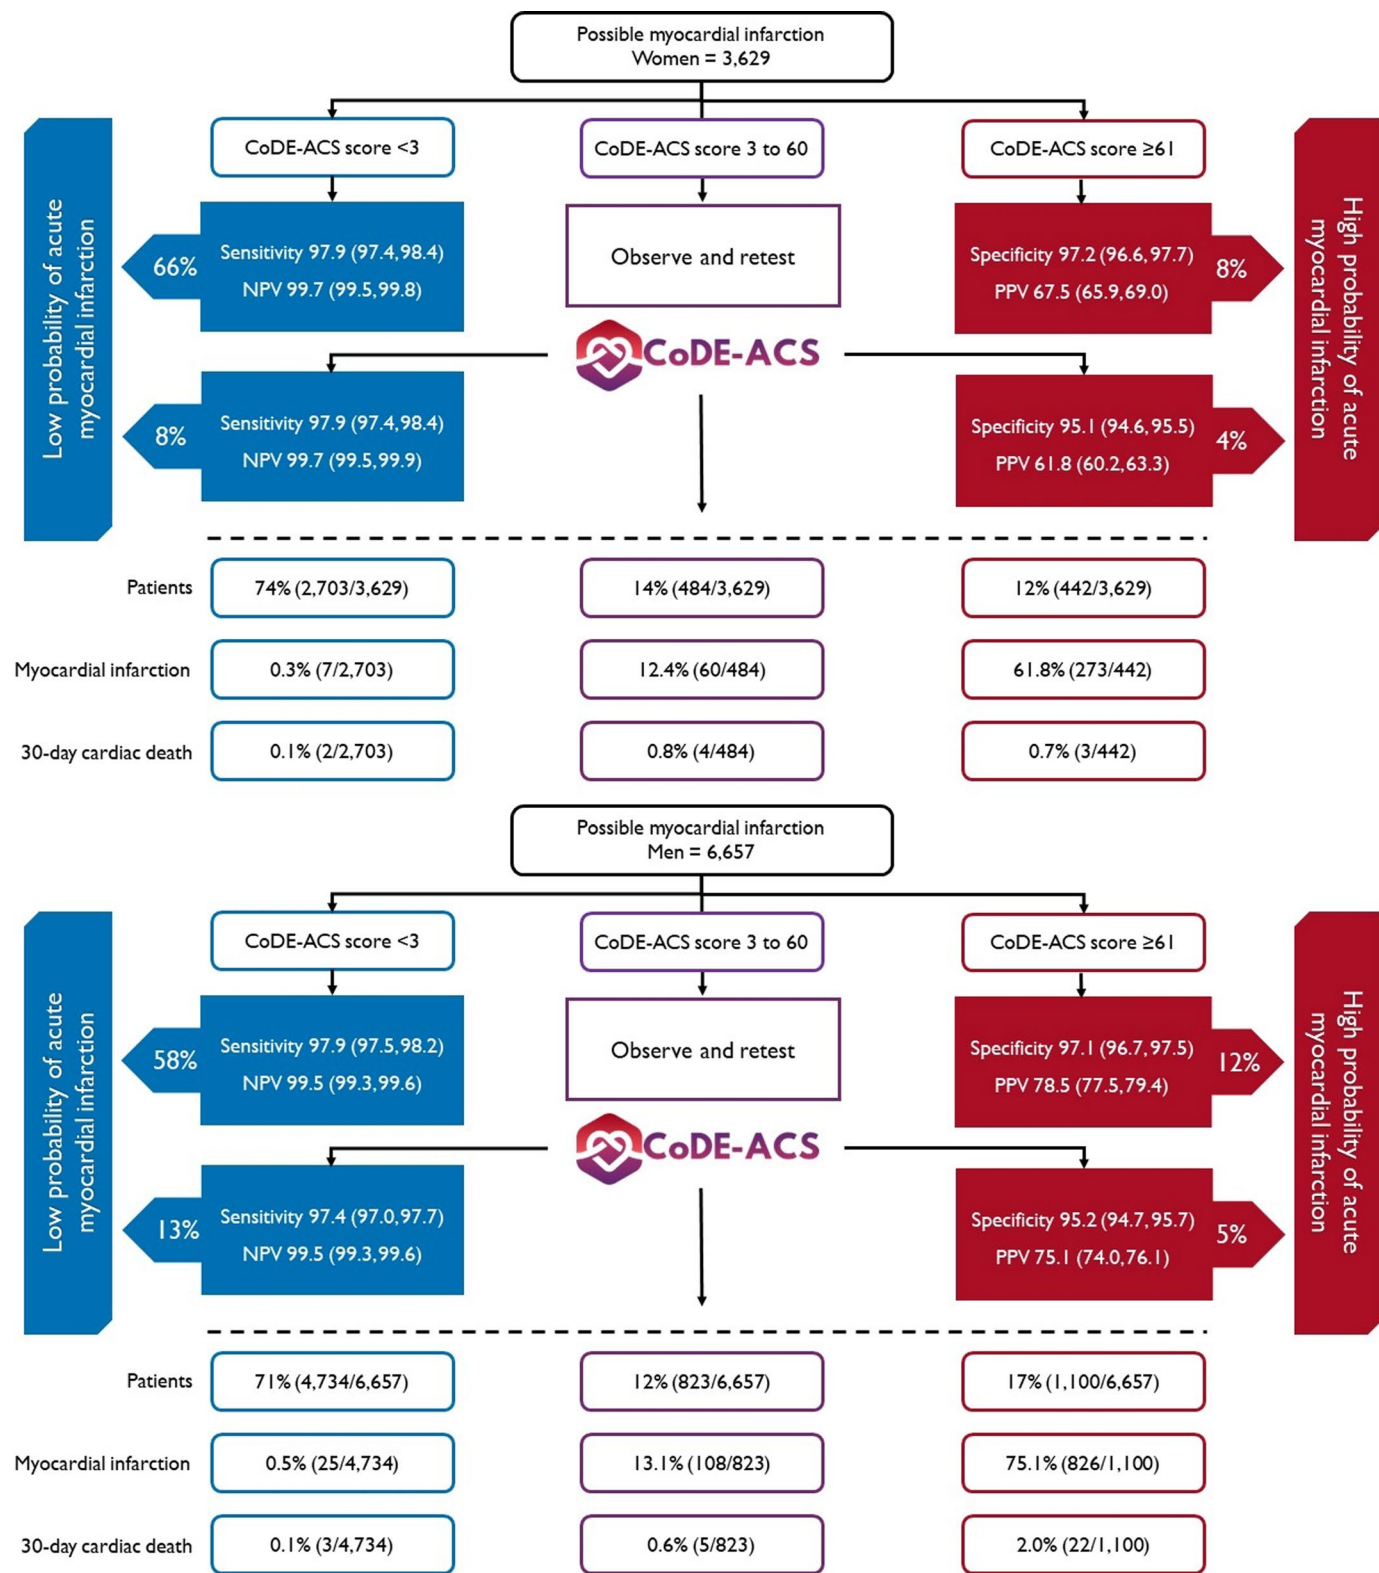 Possible myocardial infarction
Women = 3,629
CoDE-ACS score <3
CoDE-ACS score 3 to 60
CoDE-ACS score ≥61
Low probability of acute
myocardial infarction
66%
Sensitivity 97.9 (97.4,98.4)
NPV 99.7 (99.5,99.8)
Observe and retest
Specificity 97.2 (96.6,97.7)
PPV 67.5 (65.9,69.0)
8%
High probability of acute
myocardial infarction
CoDE-ACS
8%
Sensitivity 97.9 (97.4,98.4)
NPV 99.7 (99.5,99.9)
Specificity 95.1 (94.6,95.5)
PPV 61.8 (60.2,63.3)
4%
Patients
74% (2,703/3,629)
14% (484/3,629)
12% (442/3,629)
Myocardial infarction
0.3% (7/2,703)
12.4% (60/484)
61.8% (273/442)
30-day cardiac death
0.1% (2/2,703)
0.8% (4/484)
0.7% (3/442)
Possible myocardial infarction
Men = 6,657
CoDE-ACS score <3
CoDE-ACS score 3 to 60
CoDE-ACS score ≥61
Low probability of acute
myocardial infarction
58%
Sensitivity 97.9 (97.5,98.2)
NPV 99.5 (99.3,99.6)
Observe and retest
Specificity 97.1 (96.7,97.5)
PPV 78.5 (77.5,79.4)
12%
High probability of acute
myocardial infarction
CoDE-ACS
13%
Sensitivity 97.4 (97.0,97.7)
NPV 99.5 (99.3,99.6)
Specificity 95.2 (94.7,95.7)
PPV 75.1 (74.0,76.1)
5%
Patients
71% (4,734/6,657)
12% (823/6,657)
17% (1,100/6,657)
Myocardial infarction
0.5% (25/4,734)
13.1% (108/823)
75.1% (826/1,100)
30-day cardiac death
0.1% (3/4,734)
0.6% (5/823)
2.0% (22/1,100)